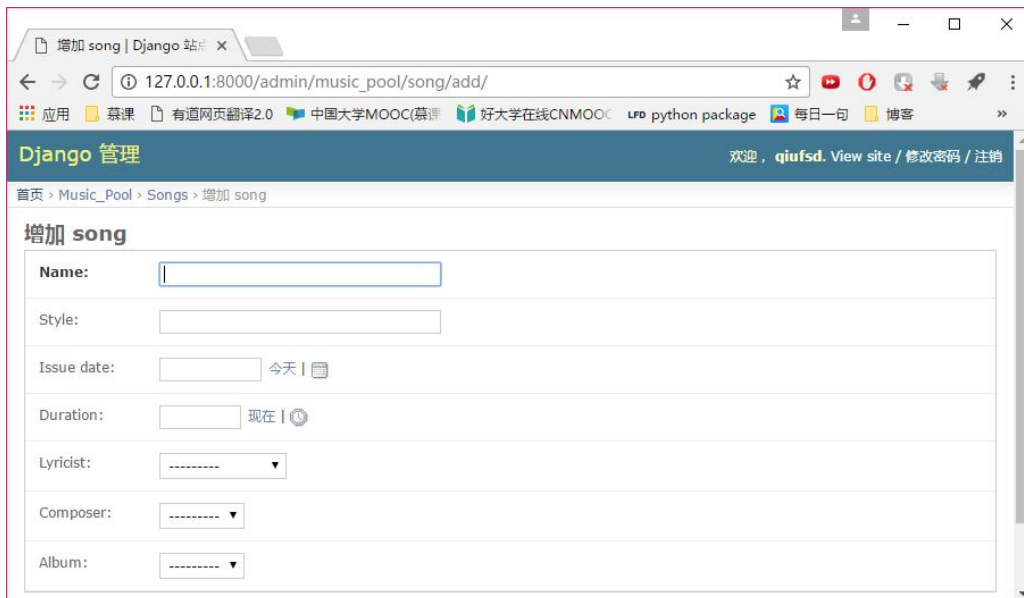 增加 song | Django 站
127.0.0.1:8000/admin/music_pool/song/add/
应用 慕课 有道网页翻译2.0 中国大学MOOC(慕课 好大学在线CNMOOC LFD python package 每日一句 博客 »
Django 管理 欢迎， qiufsd. View site / 修改密码 / 注销
首页 › Music_Pool › Songs › 增加 song
增加 song
Name:
Style:
Issue date: 今天 |
Duration: 现在 |
Lyricist: ---------
Composer: ---------
Album: ---------